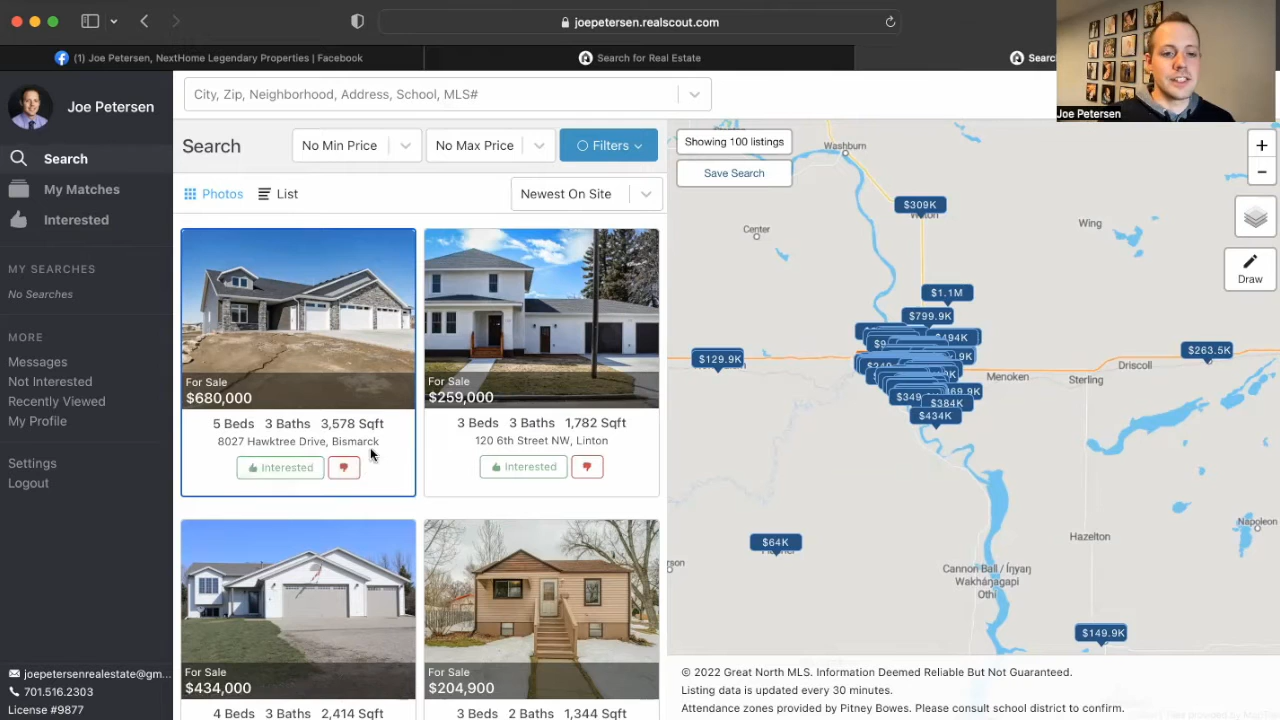 joepetersen.realscout.com
(1) Joe Petersen, NextHome Legendary Properties | Facebook
Search for Real Estate
Searc
Joe Petersen
Joe Petersen
Search
My Matches
Interested
MY SEARCHES
No Searches
MORE
Messages
Not Interested
Recently Viewed
My Profile
Settings
Logout
joepetersenrealestate@gm...
701.516.2303
License #9877
City, Zip, Neighborhood, Address, School, MLS#
Search
No Min Price
No Max Price
Filters
Photos
List
Newest On Site
For Sale
$680,000
5 Beds 3 Baths 3,578 Sqft
8027 Hawktree Drive, Bismarck
Interested
For Sale
$259,000
3 Beds 3 Baths 1,782 Sqft
120 6th Street NW, Linton
Interested
For Sale
$434,000
4 Beds 3 Baths 2,414 Sqft
For Sale
$204,900
3 Beds 2 Baths 1,344 Sqft
Showing 100 listings
Save Search
Draw
Washburn
Center
Wing
$309K
$1.1M
$799.9K
$129.9K
$263.5K
Driscoll
Menoken
Sterling
$384K
$434K
$64K
Napoleon
Hazelton
Cannon Ball / Íŋyaŋ
Wakháŋagapi
Othí
$149.9K
© 2022 Great North MLS. Information Deemed Reliable But Not Guaranteed.
Listing data is updated every 30 minutes.
Attendance zones provided by Pitney Bowes. Please consult school district to confirm.